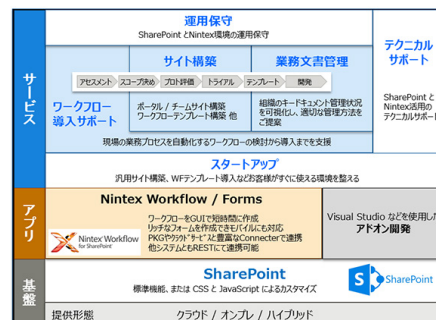 サービス
運用保守
SharePoint とNintex環境の運用保守
テクニカル
サポート
SharePoint と
Nintex活用の
テクニカルサポート
サイト構築
業務文書管理
アセスメント
スコープ決め
プロト評価
トライアル
テンプレート
開発
ワークフロー
導入サポート
ポータル / チームサイト構築
ワークフローテンプレート構築 他
組織のキードキュメント管理状況
を可視化し、適切な管理方法を
ご提案
現場の業務プロセスを自動化するワークフローの検討から導入までを支援
スタートアップ
汎用サイト構築、WFテンプレート導入などお客様がすぐに使える環境を整える
アプリ
Nintex Workflow / Forms
Nintex Workflow
for SharePoint
ワークフローをGUIで短時間に作成
リッチなフォームを作成できモバイルにも対応
PKGやクラウドサービスと豊富なConnecterで連携
他システムともRESTにて連携可能
Visual Studio などを使用した
アドオン開発
基盤
SharePoint
標準機能、または CSS と JavaScript によるカスタマイズ
S
SharePoint
提供形態
クラウド / オンプレ / ハイブリッド